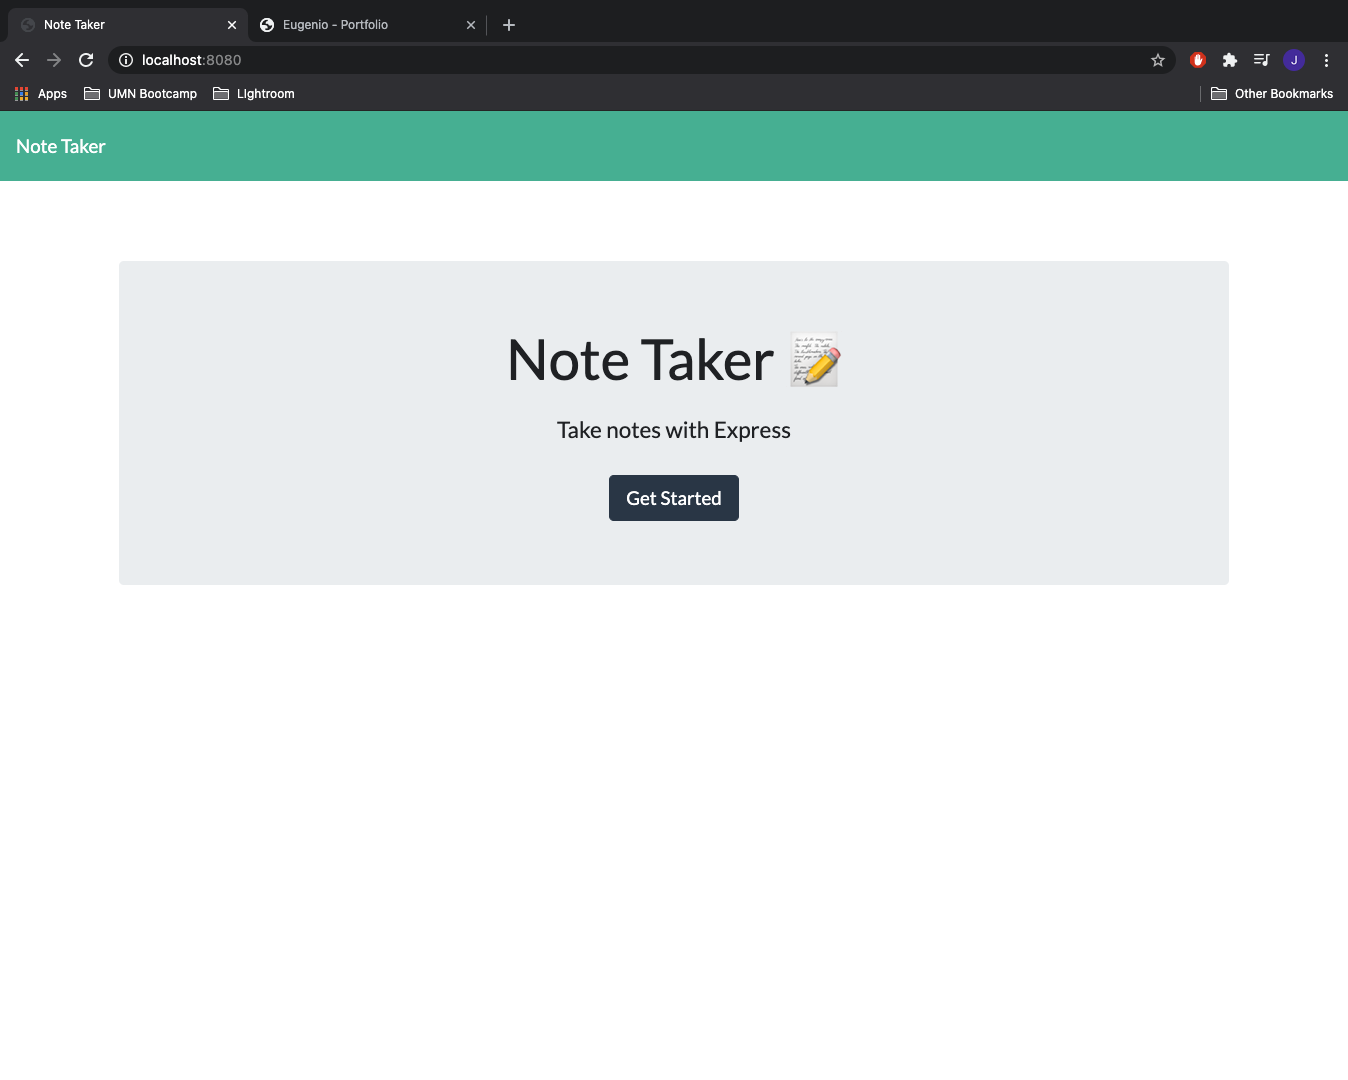 Note Taker
Eugenio - Portfolio
localhost:8080
J
Apps
UMN Bootcamp
LIghtroom
Other Bookmarks
Note Taker
Note Taker
Take notes with Express
Get Started